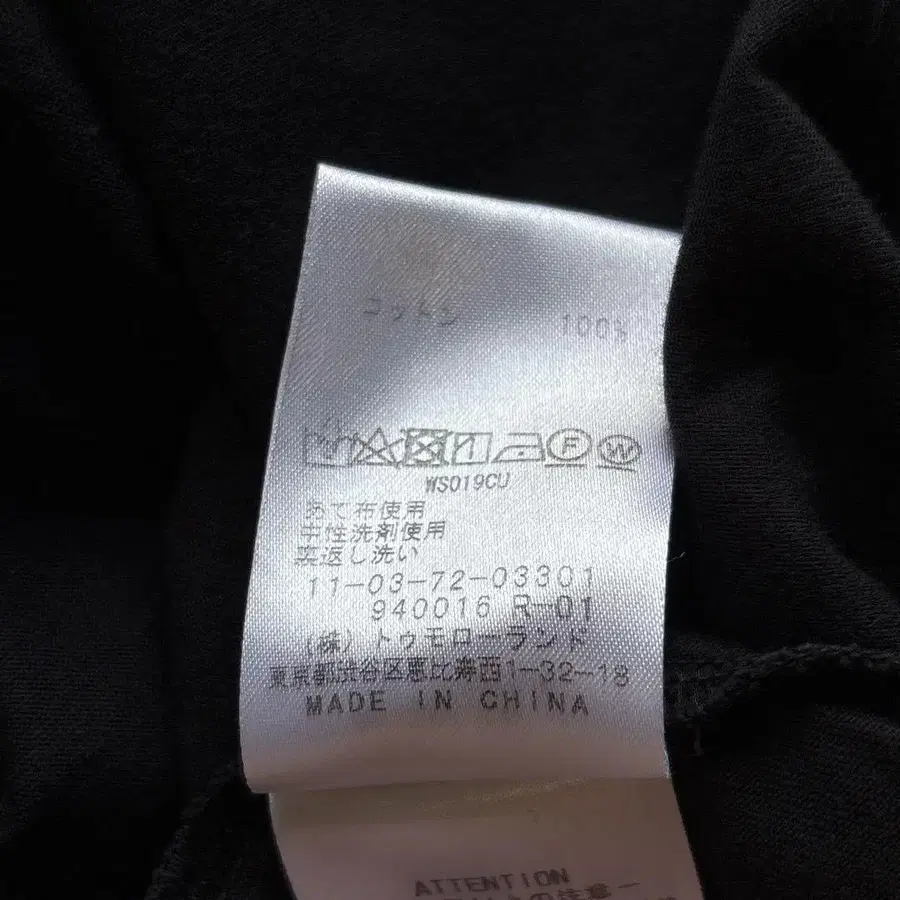 コットン 100%
F W
WS019CU
あて布使用
中性洗剤使用
裏返し洗い
11-03-72-03301
940016 R-01
(株)トゥモローランド
東京都渋谷区恵比寿西1-32-18
MADE IN CHINA
ATTENTION